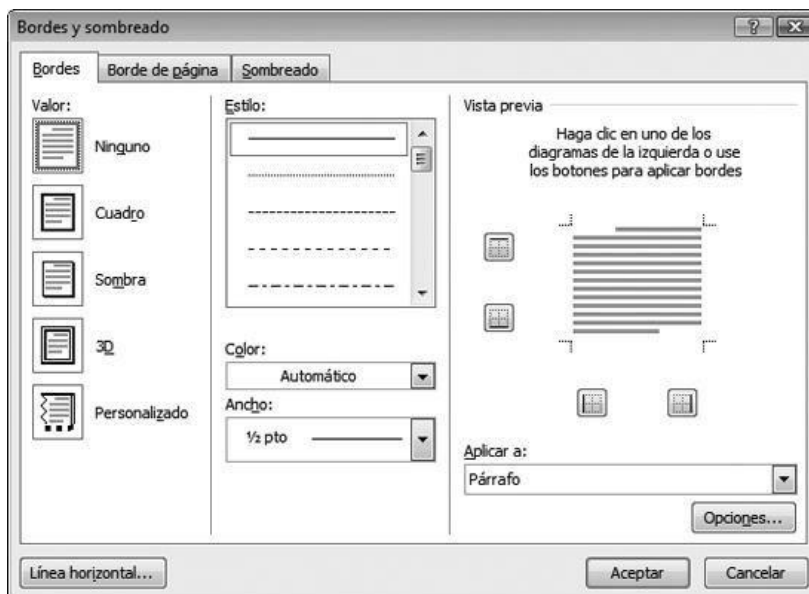 Bordes y sombreado
Bordes
Borde de página
Sombreado
Valor:
Ninguno
Cuadro
Sombra
3D
Personalizado
Estilo:
Color:
Automático
Ancho:
½ pto
Vista previa
Haga clic en uno de los
diagramas de la izquierda o use
los botones para aplicar bordes
Aplicar a:
Párrafo
Opciones...
Línea horizontal...
Aceptar
Cancelar